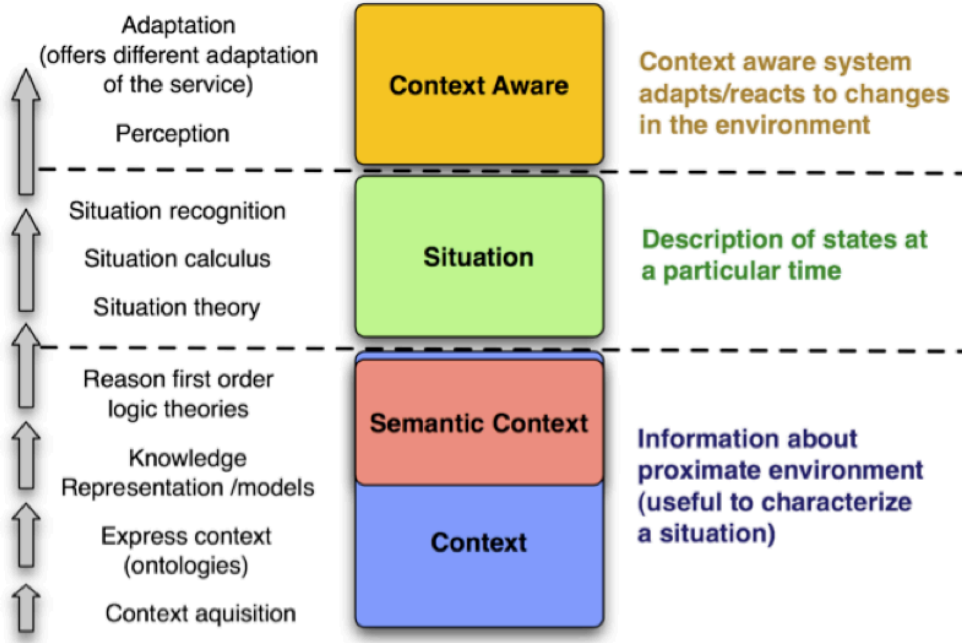 Adaptation
(offers different adaptation
of the service)
Perception
Context Aware
Context aware system
adapts/reacts to changes
in the environment
Situation recognition
Situation calculus
Situation theory
Situation
Description of states at
a particular time
Reason first order
logic theories
Knowledge
Representation /models
Express context
(ontologies)
Context aquisition
Semantic Context
Context
Information about
proximate environment
(useful to characterize
a situation)